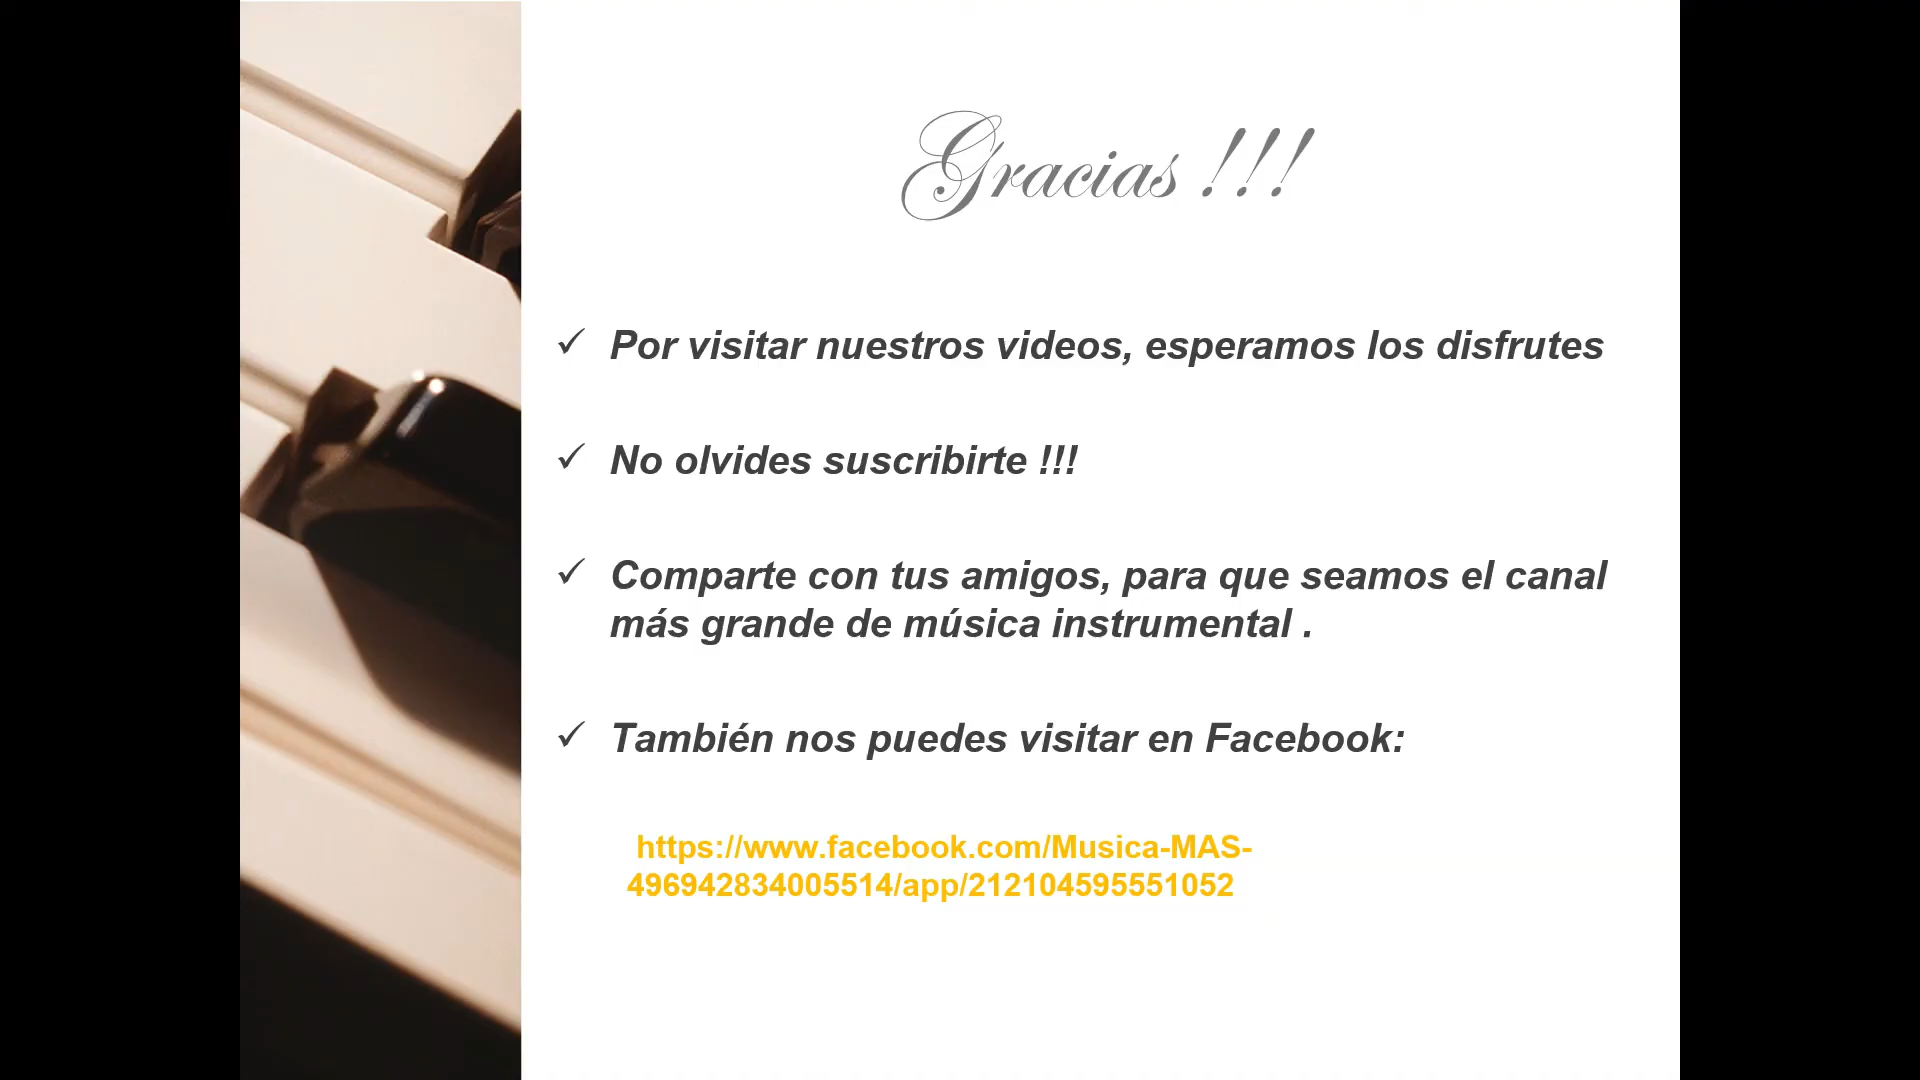 Gracias !!!
✓ Por visitar nuestros videos, esperamos los disfrutes
✓ No olvides suscribirte !!!
✓ Comparte con tus amigos, para que seamos el canal
más grande de música instrumental .
✓ También nos puedes visitar en Facebook:
https://www.facebook.com/Musica-MAS-
496942834005514/app/212104595551052